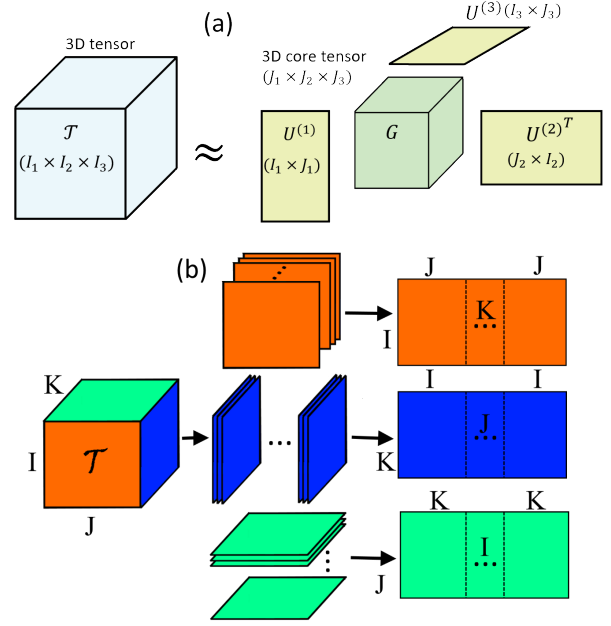 (a)
U^{(3)}(I_3 × J_3)
3D tensor
3D core tensor
(J_1 × J_2 × J_3)
𝒯
(I_1 × I_2 × I_3)
≈
U^{(1)}
(I_1 × J_1)
G
U^{(2)^T}
(J_2 × I_2)
(b)
J J
K
...
I
I I
K
I
𝒯
J
...
J
...
K
K K
I
...
J